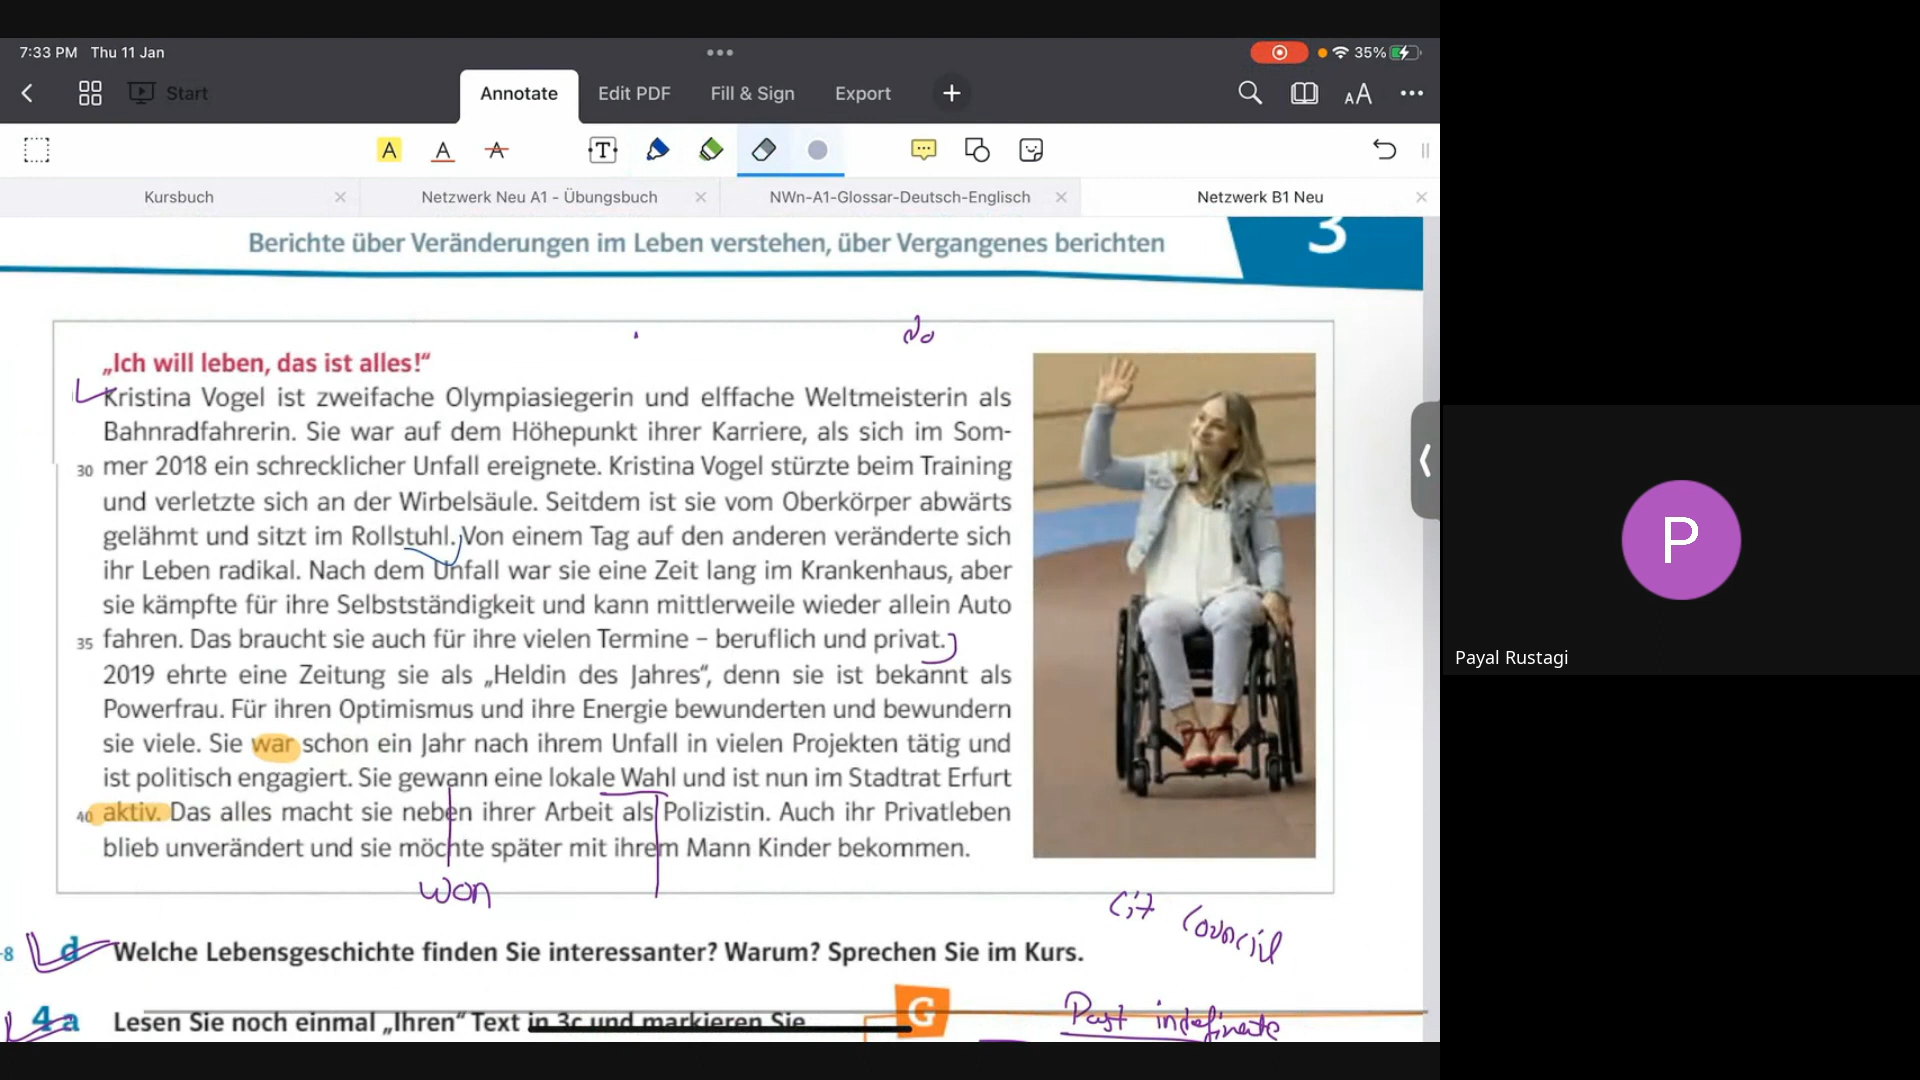 7:33 PM Thu 11 Jan
35%
Start
Annotate
Edit PDF
Fill & Sign
Export
Kursbuch
Netzwerk Neu A1 - Übungsbuch
NWn-A1-Glossar-Deutsch-Englisch
Netzwerk B1 Neu
Berichte über Veränderungen im Leben verstehen, über Vergangenes berichten
3
„Ich will leben, das ist alles!“
Kristina Vogel ist zweifache Olympiasiegerin und elffache Weltmeisterin als
Bahnradfahrerin. Sie war auf dem Höhepunkt ihrer Karriere, als sich im Som-
30 mer 2018 ein schrecklicher Unfall ereignete. Kristina Vogel stürzte beim Training
und verletzte sich an der Wirbelsäule. Seitdem ist sie vom Oberkörper abwärts
gelähmt und sitzt im Rollstuhl. Von einem Tag auf den anderen veränderte sich
ihr Leben radikal. Nach dem Unfall war sie eine Zeit lang im Krankenhaus, aber
sie kämpfte für ihre Selbstständigkeit und kann mittlerweile wieder allein Auto
35 fahren. Das braucht sie auch für ihre vielen Termine – beruflich und privat.
2019 ehrte eine Zeitung sie als „Heldin des Jahres“, denn sie ist bekannt als
Powerfrau. Für ihren Optimismus und ihre Energie bewunderten und bewundern
sie viele. Sie war schon ein Jahr nach ihrem Unfall in vielen Projekten tätig und
ist politisch engagiert. Sie gewann eine lokale Wahl und ist nun im Stadtrat Erfurt
40 aktiv. Das alles macht sie neben ihrer Arbeit als Polizistin. Auch ihr Privatleben
blieb unverändert und sie möchte später mit ihrem Mann Kinder bekommen.
won
Council
8 d Welche Lebensgeschichte finden Sie interessanter? Warum? Sprechen Sie im Kurs.
4 a Lesen Sie noch einmal „Ihren“ Text in 3c und markieren Sie
G
Past indefinate
P
Payal Rustagi